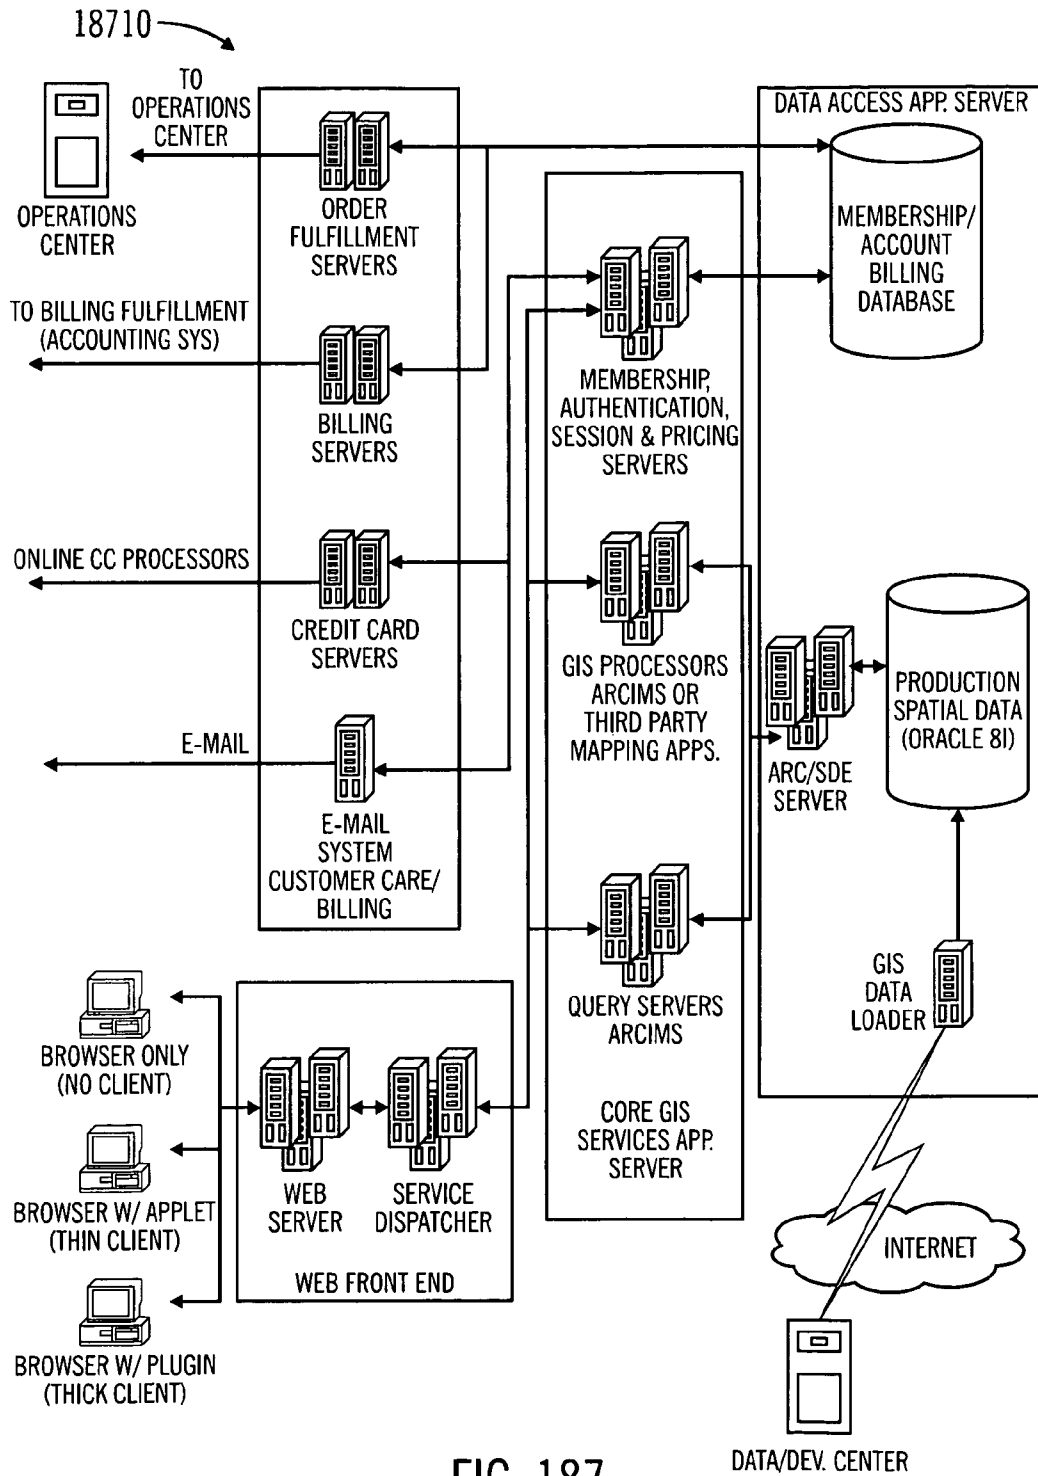 18710
TO
OPERATIONS
CENTER
OPERATIONS
CENTER
ORDER
FULFILLMENT
SERVERS
TO BILLING FULFILLMENT
(ACCOUNTING SYS)
BILLING
SERVERS
ONLINE CC PROCESSORS
CREDIT CARD
SERVERS
E-MAIL
E-MAIL
SYSTEM
CUSTOMER CARE/
BILLING
DATA ACCESS APP. SERVER
MEMBERSHIP/
ACCOUNT
BILLING
DATABASE
MEMBERSHIP,
AUTHENTICATION,
SESSION & PRICING
SERVERS
GIS PROCESSORS
ARCIMS OR
THIRD PARTY
MAPPING APPS.
ARC/SDE
SERVER
PRODUCTION
SPATIAL DATA
(ORACLE 8I)
QUERY SERVERS
ARCIMS
GIS
DATA
LOADER
CORE GIS
SERVICES APP.
SERVER
BROWSER ONLY
(NO CLIENT)
BROWSER W/ APPLET
(THIN CLIENT)
BROWSER W/ PLUGIN
(THICK CLIENT)
WEB
SERVER
SERVICE
DISPATCHER
WEB FRONT END
INTERNET
DATA/DEV. CENTER
FIG. 187